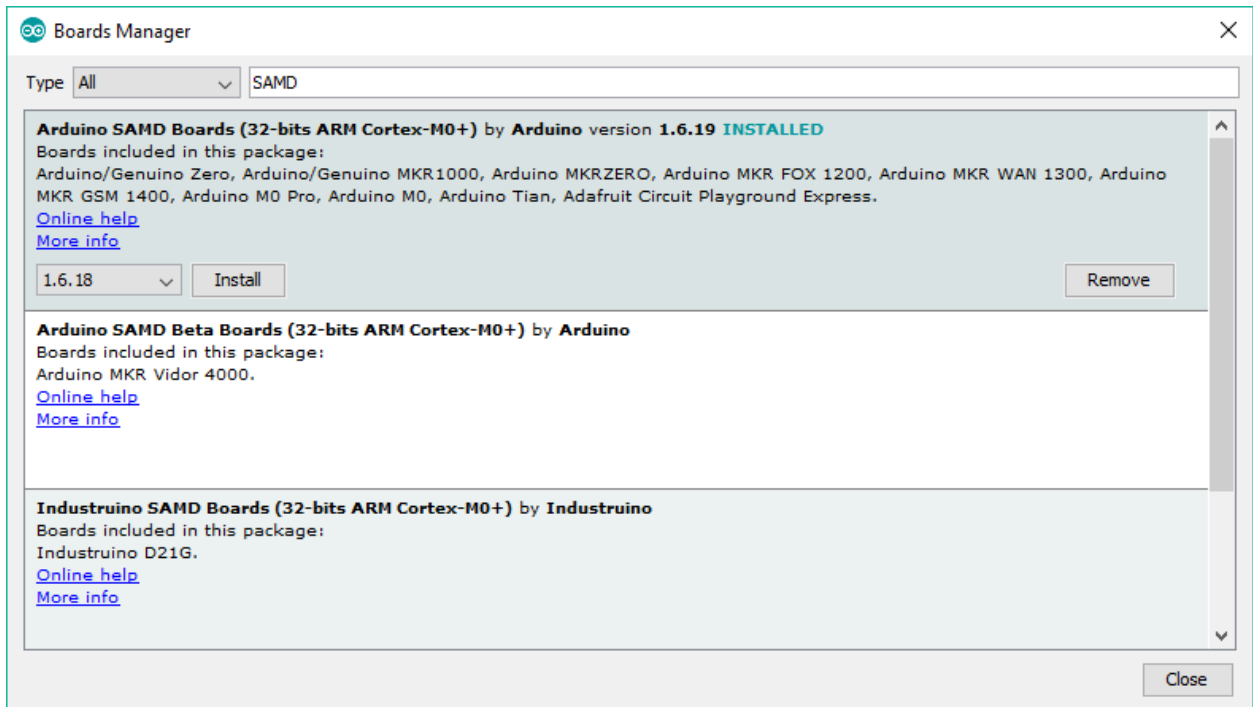 Boards Manager
Type All SAMD
Arduino SAMD Boards (32-bits ARM Cortex-M0+) by Arduino version 1.6.19 INSTALLED
Boards included in this package:
Arduino/Genuino Zero, Arduino/Genuino MKR1000, Arduino MKRZERO, Arduino MKR FOX 1200, Arduino MKR WAN 1300, Arduino
MKR GSM 1400, Arduino M0 Pro, Arduino M0, Arduino Tian, Adafruit Circuit Playground Express.
Online help
More info
1.6.18 Install Remove
Arduino SAMD Beta Boards (32-bits ARM Cortex-M0+) by Arduino
Boards included in this package:
Arduino MKR Vidor 4000.
Online help
More info
Industruino SAMD Boards (32-bits ARM Cortex-M0+) by Industruino
Boards included in this package:
Industruino D21G.
Online help
More info
Close